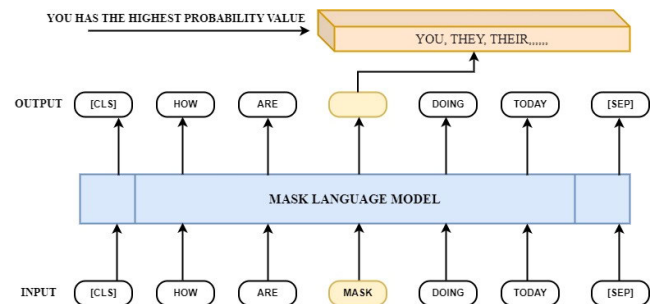 YOU HAS THE HIGHEST PROBABILITY VALUE
YOU, THEY, THEIR,,,,,,
OUTPUT [CLS] HOW ARE DOING TODAY [SEP]
MASK LANGUAGE MODEL
INPUT [CLS] HOW ARE MASK DOING TODAY [SEP]